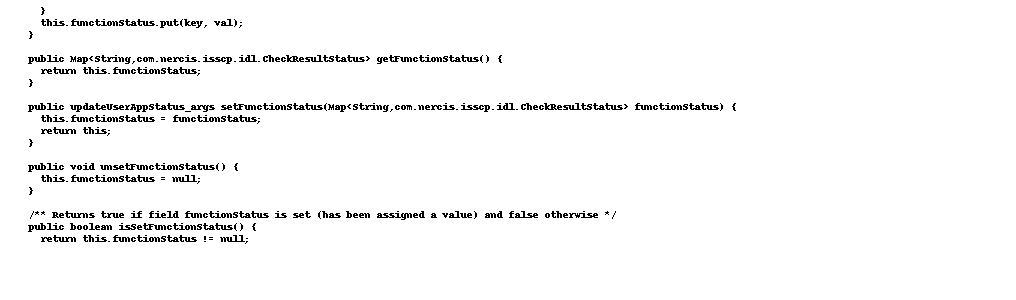 }
this.functionStatus.put(key, val);
}
public Map<String,com.nercis.isscp.idl.CheckResultStatus> getFunctionStatus() {
return this.functionStatus;
}
public updateUserAppStatus_args setFunctionStatus(Map<String,com.nercis.isscp.idl.CheckResultStatus> functionStatus) {
this.functionStatus = functionStatus;
return this;
}
public void unsetFunctionStatus() {
this.functionStatus = null;
}
/** Returns true if field functionStatus is set (has been assigned a value) and false otherwise */
public boolean isSetFunctionStatus() {
return this.functionStatus != null;